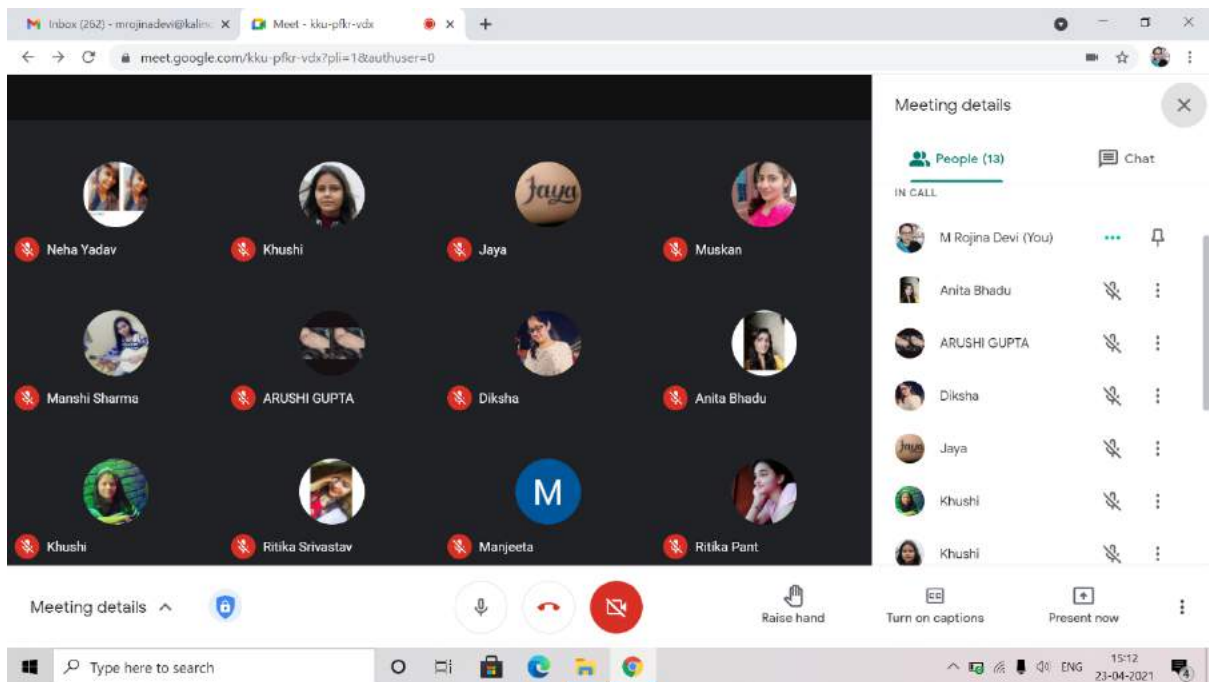 Inbox (262) - mrojinadevi@kalin
Meet - kku-pfkr-vdx
meet.google.com/kku-pfkr-vdx?pli=1&authuser=0
Meeting details
People (13)
Chat
IN CALL
Jaya
Neha Yadav
Khushi
Jaya
Muskan
M Rojina Devi (You)
Anita Bhadu
Manshi Sharma
ARUSHI GUPTA
Diksha
Anita Bhadu
ARUSHI GUPTA
Diksha
Jaya
Jaya
Khushi
M
Khushi
Ritika Srivastav
Manjeeta
Ritika Pant
Khushi
Meeting details
Raise hand
CC
Turn on captions
Present now
Type here to search
ENG
15:12
23-04-2021
4